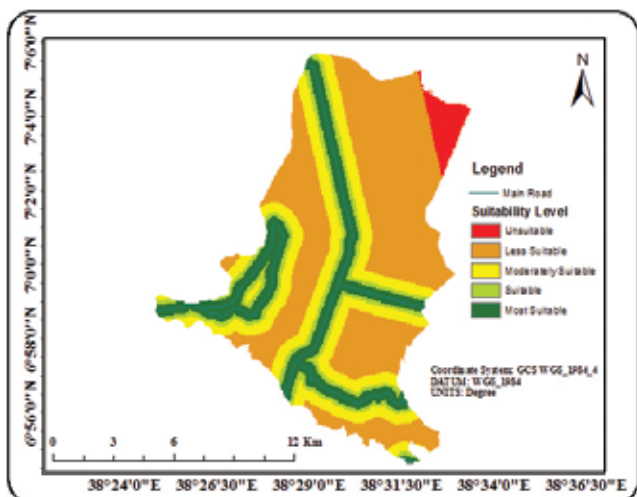 7°6'0"N
7°4'0"N
7°2'0"N
7°0'0"N
6°58'0"N
6°56'0"N
N
Legend
Main Road
Suitability Level
Unsuitable
Less Suitable
Moderately Suitable
Suitable
Most Suitable
Coordinate System: GCS WGS_1984_4
DATUM: WGS_1984
UNITS: Degree
0 3 6 12 Km
38°24'0"E 38°26'30"E 38°29'0"E 38°31'30"E 38°34'0"E 38°36'30"E